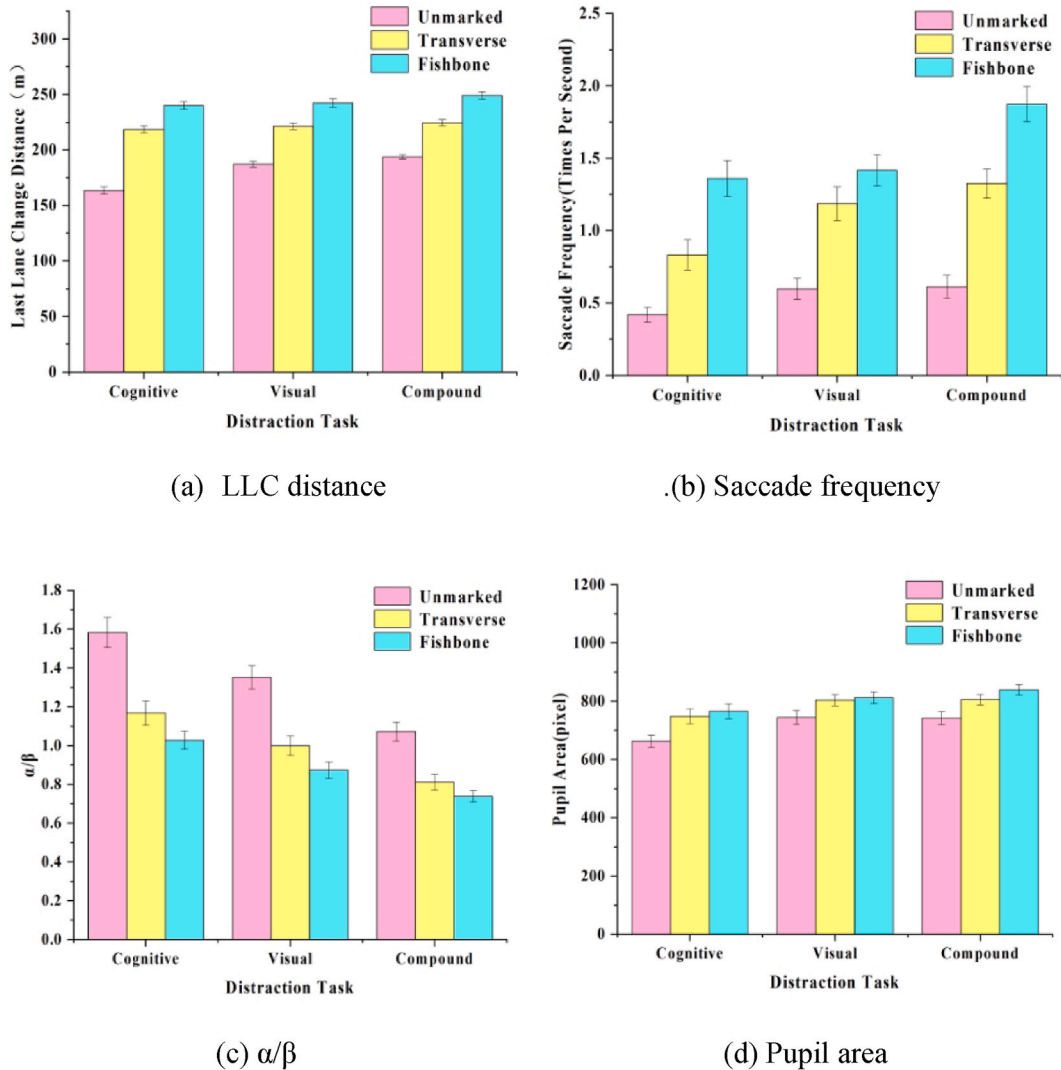 300
250
200
150
100
50
0
Last Lane Change Distance (m)
Unmarked
Transverse
Fishbone
Cognitive Visual Compound
Distraction Task
(a) LLC distance
2.5
2.0
1.5
1.0
0.5
0.0
Saccade Frequency(Times Per Second)
Unmarked
Transverse
Fishbone
Cognitive Visual Compound
Distraction Task
.(b) Saccade frequency
1.8
1.6
1.4
1.2
1.0
0.8
0.6
0.4
0.2
0.0
α/β
Unmarked
Transverse
Fishbone
Cognitive Visual Compound
Distraction Task
(c) α/β
1200
1000
800
600
400
200
0
Pupil Area(pixel)
Unmarked
Transverse
Fishbone
Cognitive Visual Compound
Distraction Task
(d) Pupil area